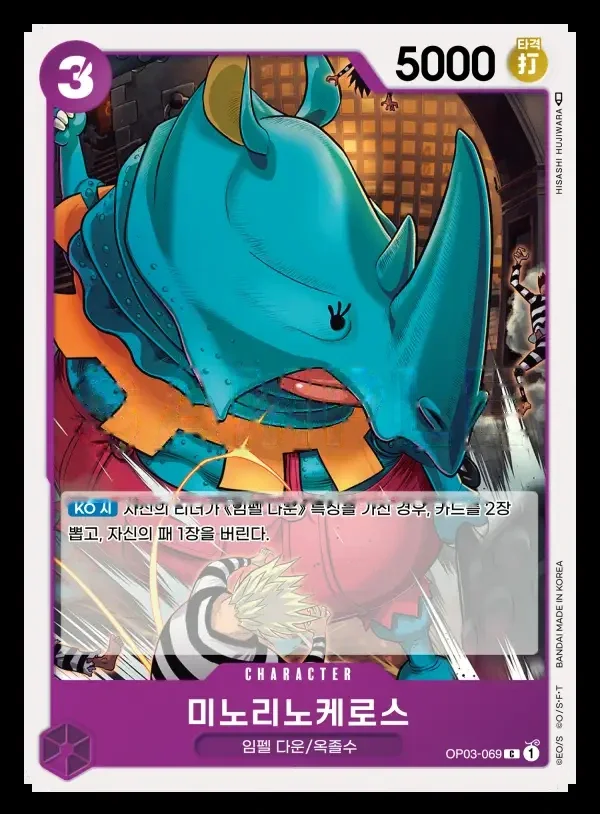 3
5000
타격
打
HISASHI HUJIWARA
KO 시 자신의 리더가 《임펠 다운》 특징을 가진 경우, 카드를 2장
뽑고, 자신의 패 1장을 버린다.
CHARACTER
미노리노케로스
임펠 다운/옥졸수
OP03-069 C 1
©EO/S ©O/S·F·T BANDAI MADE IN KOREA